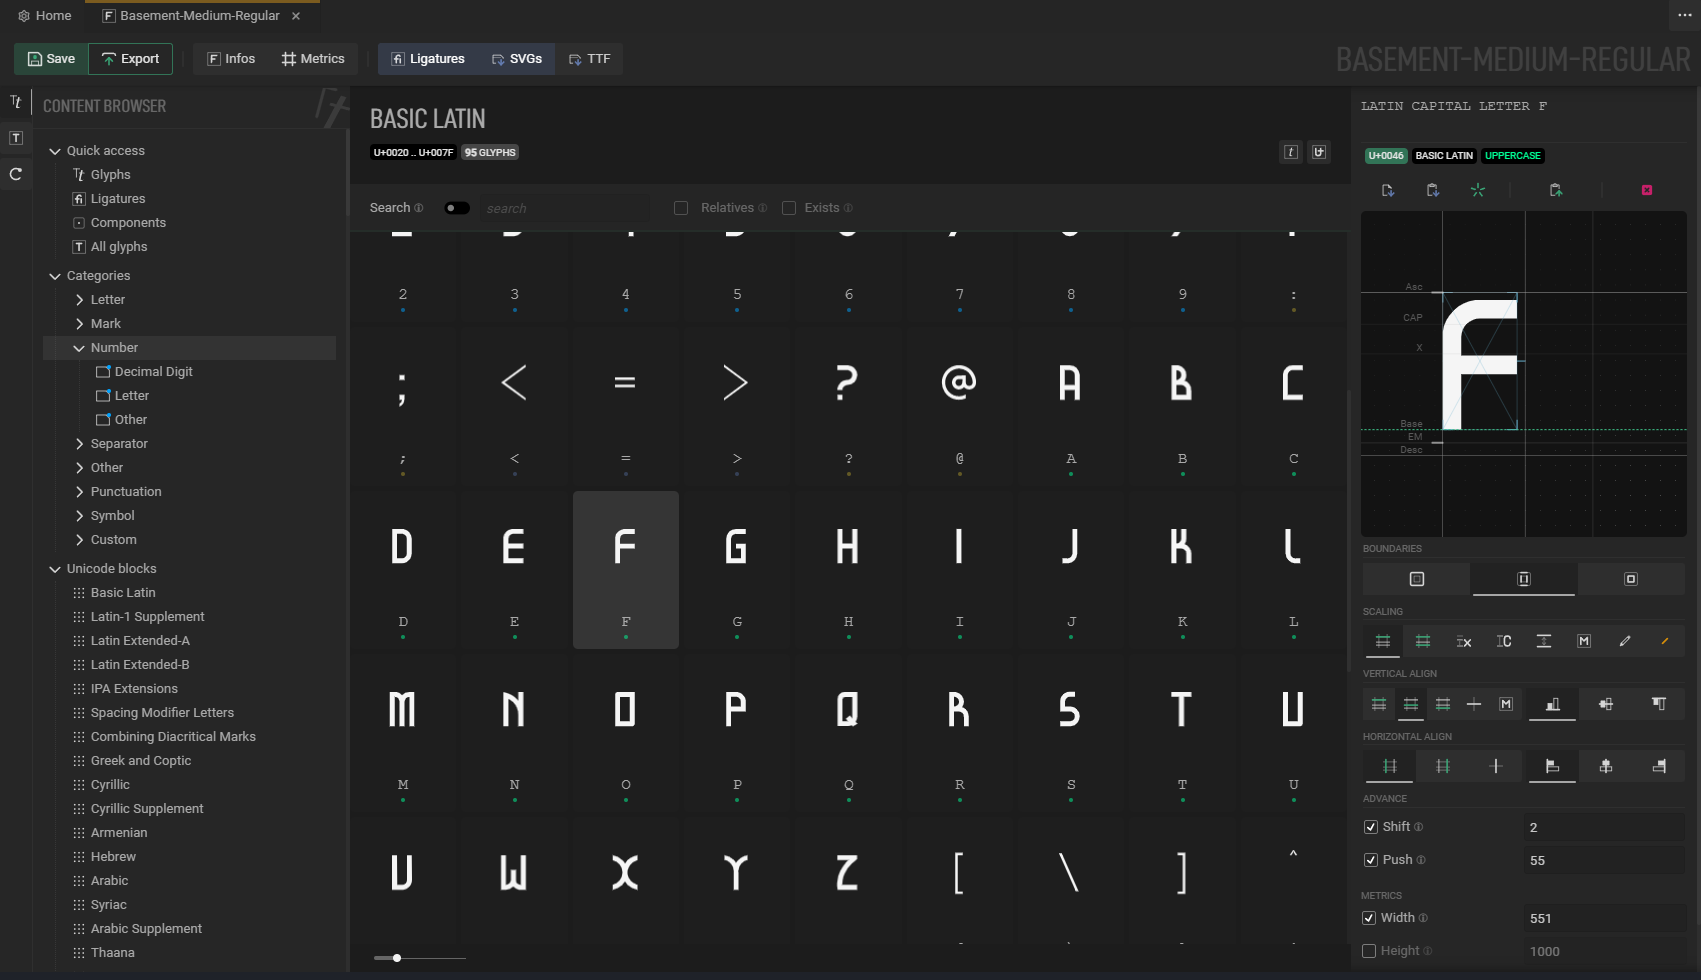 Home
Basement-Medium-Regular
Save
Export
Infos
Metrics
Ligatures
SVGs
TTF
BASEMENT-MEDIUM-REGULAR
CONTENT BROWSER
Quick access
Glyphs
Ligatures
Components
All glyphs
Categories
Letter
Mark
Number
Decimal Digit
Letter
Other
Separator
Other
Punctuation
Symbol
Custom
Unicode blocks
Basic Latin
Latin-1 Supplement
Latin Extended-A
Latin Extended-B
IPA Extensions
Spacing Modifier Letters
Combining Diacritical Marks
Greek and Coptic
Cyrillic
Cyrillic Supplement
Armenian
Hebrew
Arabic
Syriac
Arabic Supplement
Thaana
BASIC LATIN
U+0020 .. U+007F 95 GLYPHS
Search search Relatives Exists
2 3 4 5 6 7 8 9 :
; < = > ? @ A B C
; < = > ? @ A B C
D E F G H I J K L
D E F G H I J K L
M N O P Q R S T U
M N O P Q R S T U
V W X Y Z [ \ ] ^
LATIN CAPITAL LETTER F
U+0046 BASIC LATIN UPPERCASE
Asc
CAP
X
Base
EM
Desc
F
BOUNDARIES
SCALING
VERTICAL ALIGN
HORIZONTAL ALIGN
ADVANCE
Shift 2
Push 55
METRICS
Width 551
Height 1000